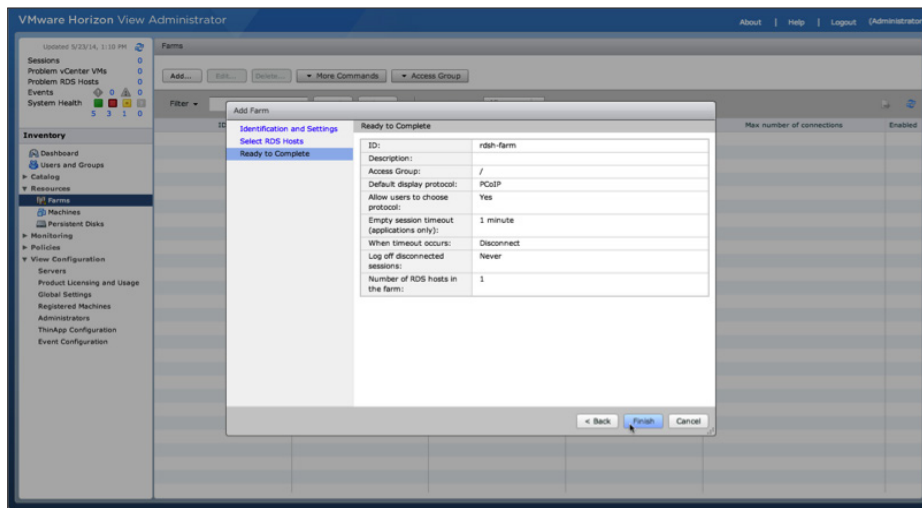 VMware Horizon View Administrator
About | Help | Logout (Administrator
Updated 5/23/14, 1:10 PM
Sessions 0
Problem vCenter VMs 0
Problem RDS Hosts 0
Events 0 0
System Health
5 3 1 0
Inventory
Dashboard
Users and Groups
Catalog
Resources
Farms
Machines
Persistent Disks
Monitoring
Policies
View Configuration
Servers
Product Licensing and Usage
Global Settings
Registered Machines
Administrators
ThinApp Configuration
Event Configuration
Farms
Add... Edit... Delete... More Commands Access Group
Filter
ID
Max number of connections Enabled
Add Farm
Identification and Settings
Select RDS Hosts
Ready to Complete
Ready to Complete
ID: rdsh-farm
Description:
Access Group: /
Default display protocol: PCoIP
Allow users to choose Yes
protocol:
Empty session timeout 1 minute
(applications only):
When timeout occurs: Disconnect
Log off disconnected Never
sessions:
Number of RDS hosts in 1
the farm:
< Back Finish Cancel